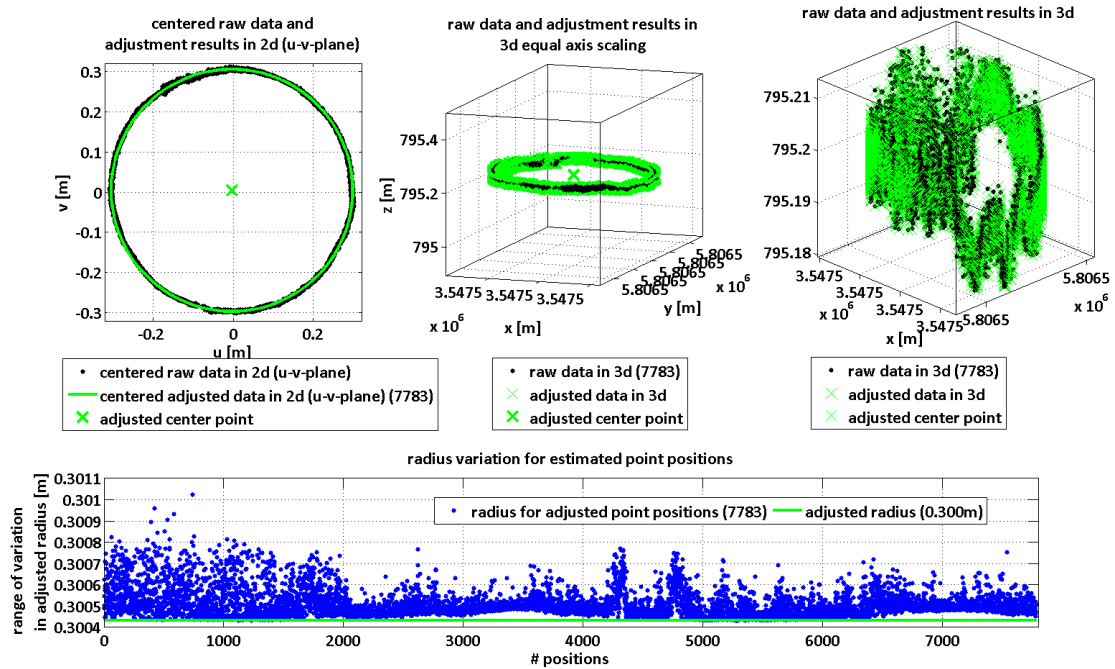 centered raw data and
adjustment results in 2d (u-v-plane)
0.3
0.2
0.1
0
-0.1
-0.2
-0.3
v [m]
-0.2
0
0.2
u [m]
centered raw data in 2d (u-v-plane)
centered adjusted data in 2d (u-v-plane) (7783)
adjusted center point
raw data and adjustment results in
3d equal axis scaling
795.4
795.2
795
z [m]
3.5475
3.5475
3.5475
x 10^6
x [m]
5.8065
5.8065
5.8065
5.8065
5.8065
x 10^6
y [m]
raw data in 3d (7783)
adjusted data in 3d
adjusted center point
raw data and adjustment results in 3d
795.21
795.2
795.19
795.18
3.5475
3.5475
3.5475
x 10^6
x [m]
5.8065
5.8065
x 10^6
raw data in 3d (7783)
adjusted data in 3d
adjusted center point
radius variation for estimated point positions
range of variation
in adjusted radius [m]
0.3011
0.301
0.3009
0.3008
0.3007
0.3006
0.3005
0.3004
radius for adjusted point positions (7783)
adjusted radius (0.300m)
0
1000
2000
3000
4000
5000
6000
7000
# positions